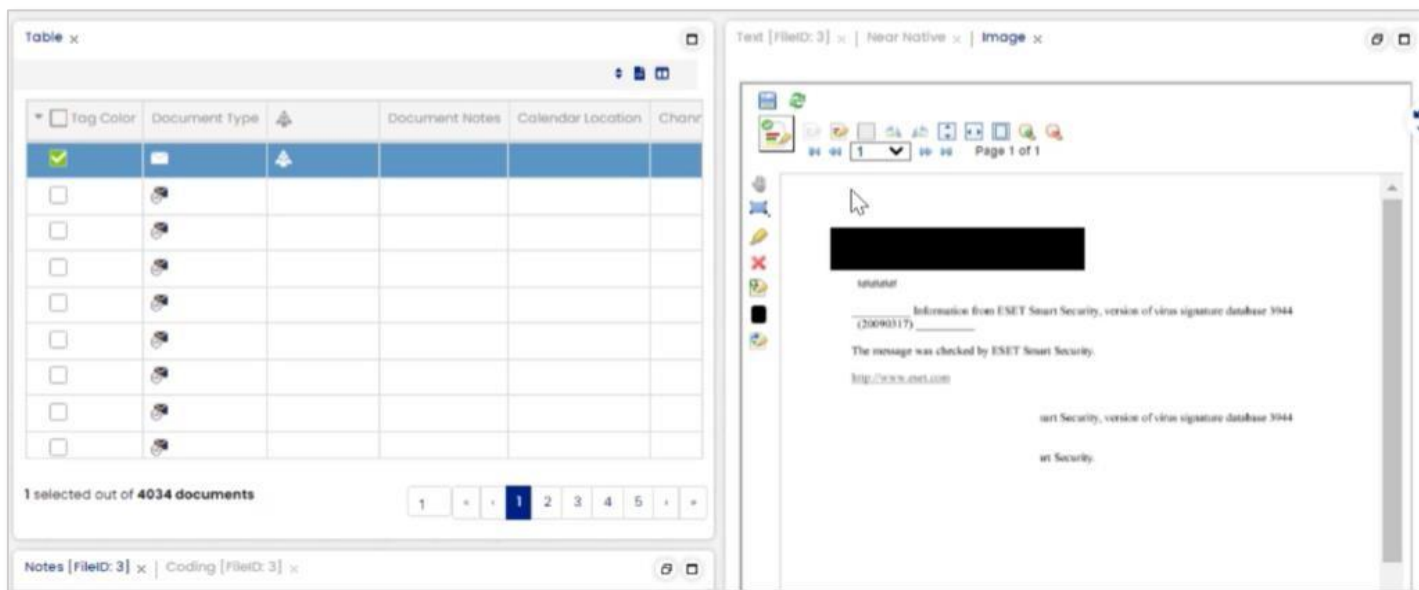 Table x
Tag Color Document Type Document Notes Calendar Location Chann
1 selected out of 4034 documents
1 « ‹ 1 2 3 4 5 › »
Notes [FileID: 3] x | Coding [FileID: 3] x
Text [FileID: 3] x | Near Native x | Image x
1 Page 1 of 1
Information from ESET Smart Security, version of virus signature database 3944
(20090317)
The message was checked by ESET Smart Security.
http://www.eset.com
art Security, version of virus signature database 3944
rt Security.